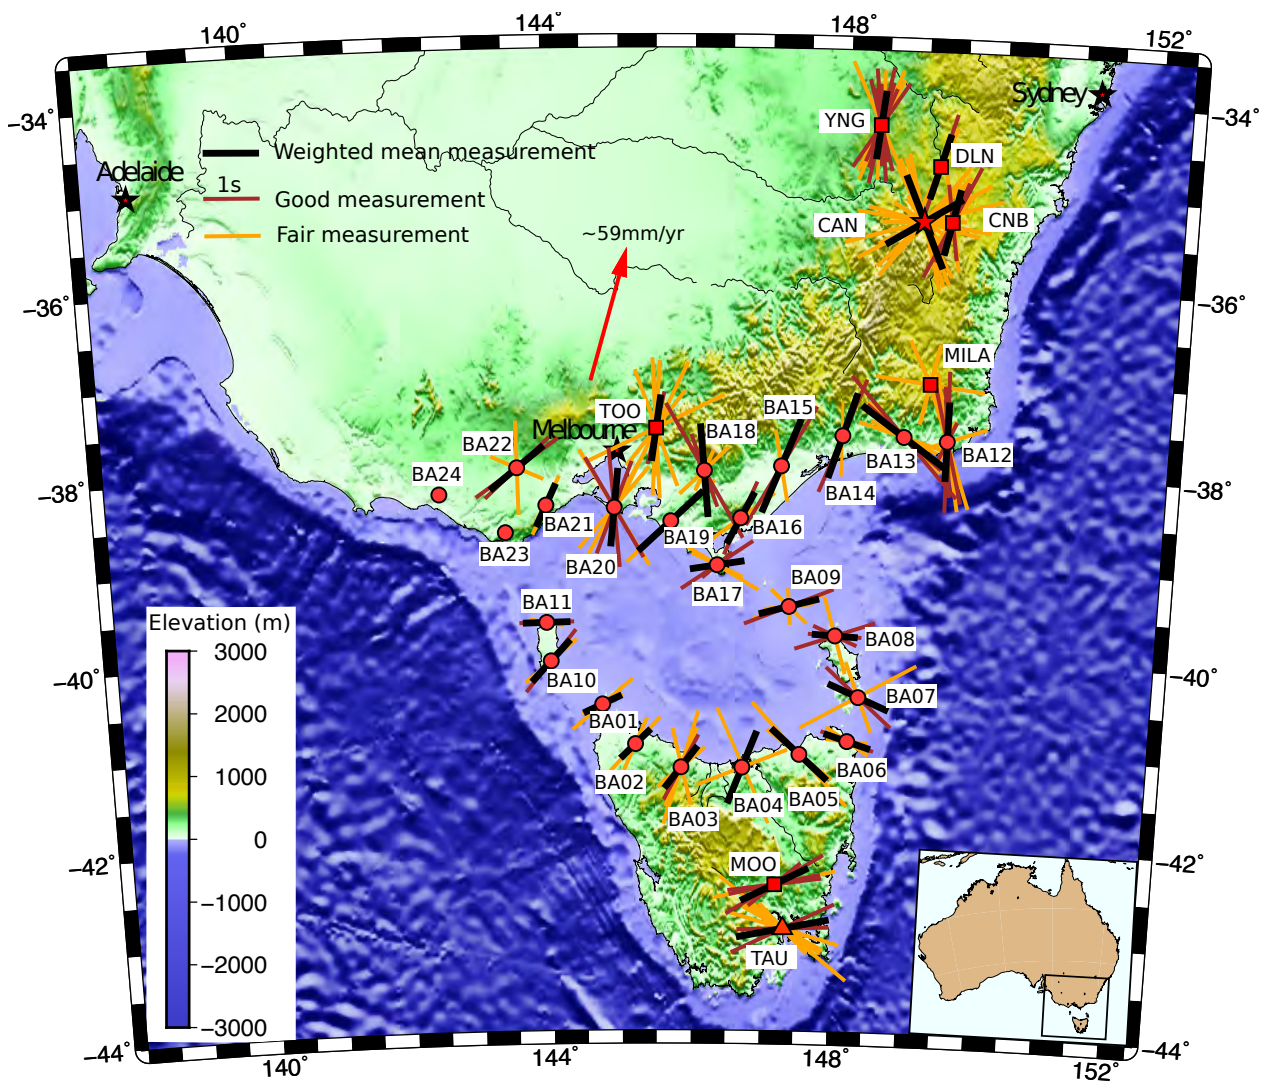 140°
144°
148°
152°
−34°
−34°
Sydney
YNG
DLN
Weighted mean measurement
Adelaide
1s
Good measurement
CAN
CNB
Fair measurement
~59mm/yr
−36°
−36°
MILA
TOO
BA15
Melbourne
BA18
BA22
BA24
BA13
BA12
−38°
−38°
BA14
BA21
BA16
BA19
BA23
BA20
BA17
BA09
BA11
Elevation (m)
3000
BA08
−40°
−40°
BA10
BA07
2000
BA01
1000
BA02
BA06
BA05
BA04
BA03
0
−42°
−42°
MOO
−1000
TAU
−2000
−3000
−44°
−44°
140°
144°
148°
152°